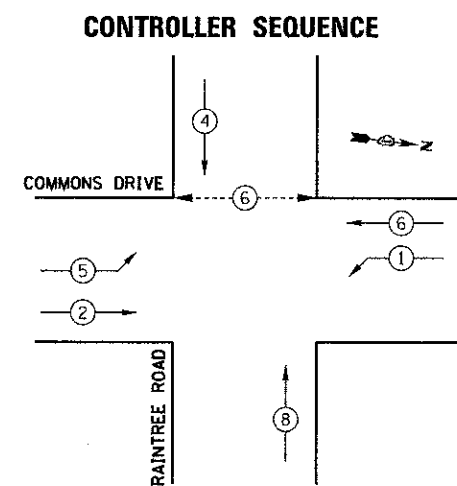 CONTROLLER SEQUENCE
4
N
COMMONS DRIVE
6
6
5
1
2
RAINTREE ROAD
8